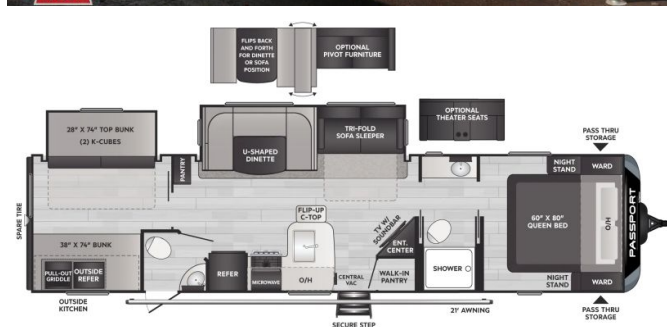 FLIPS BACK
AND FORTH
FOR DINETTE
OR SOFA
POSITION
OPTIONAL
PIVOT FURNITURE
28" X 74" TOP BUNK
(2) K-CUBES
PANTRY
U-SHAPED
DINETTE
TRI-FOLD
SOFA SLEEPER
OPTIONAL
THEATER SEATS
PASS THRU
STORAGE
NIGHT
STAND
WARD
SPARE TIRE
38" X 74" BUNK
PULL-OUT
GRIDDLE
OUTSIDE
REFER
OUTSIDE
KITCHEN
REFER
MICROWAVE
FLIP-UP
C-TOP
O/H
TV W/
SOUNDBAR
ENT.
CENTER
CENTRAL
VAC
WALK-IN
PANTRY
SHOWER
60" X 80"
QUEEN BED
O/H
PASSPORT
NIGHT
STAND
WARD
SECURE STEP
21' AWNING
PASS THRU
STORAGE